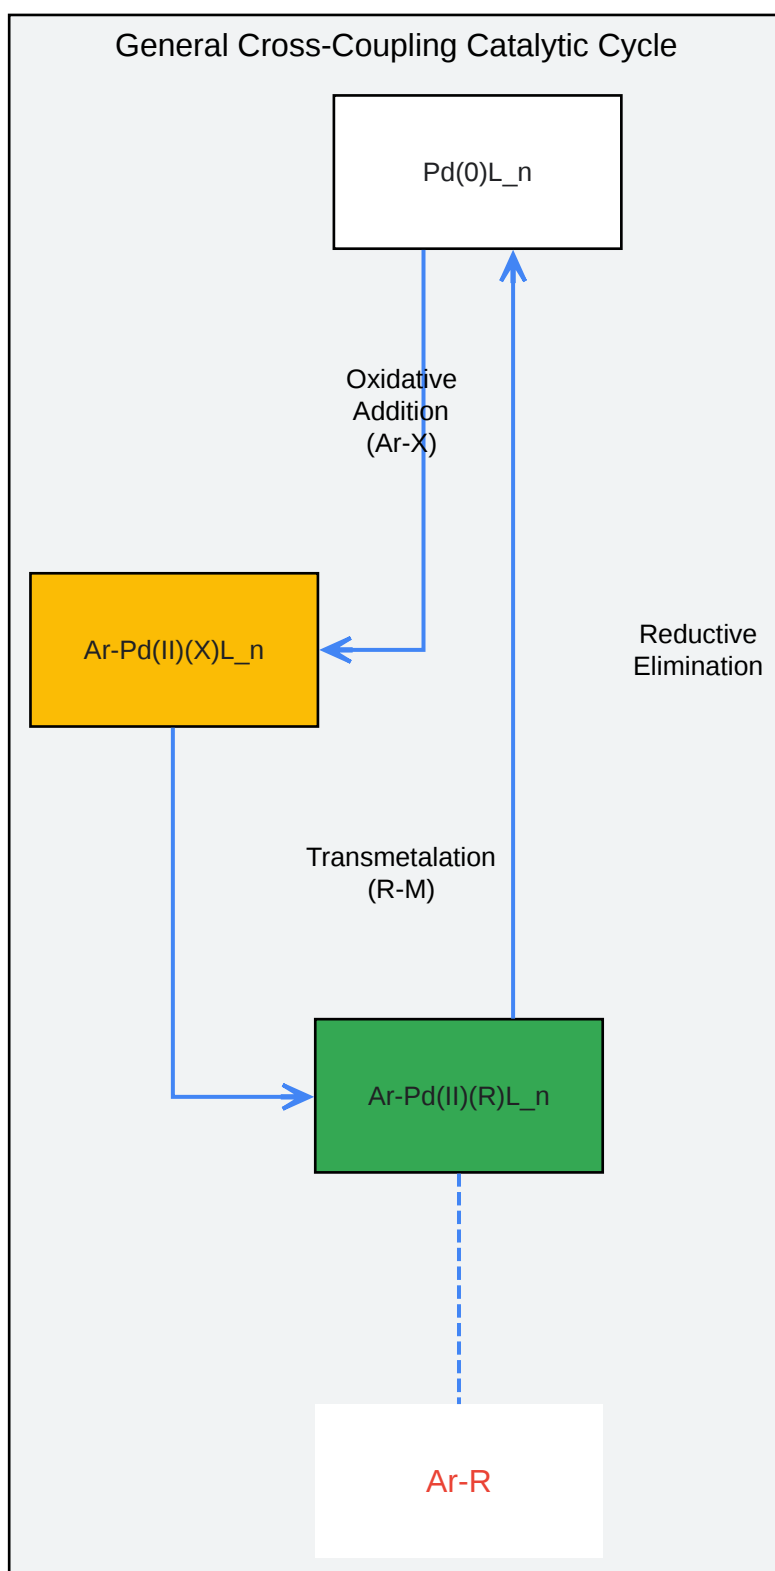 General Cross-Coupling Catalytic Cycle
Pd(0)L_n
Oxidative
Addition
(Ar-X)
Ar-Pd(II)(X)L_n
Reductive
Elimination
Transmetalation
(R-M)
Ar-Pd(II)(R)L_n
Ar-R